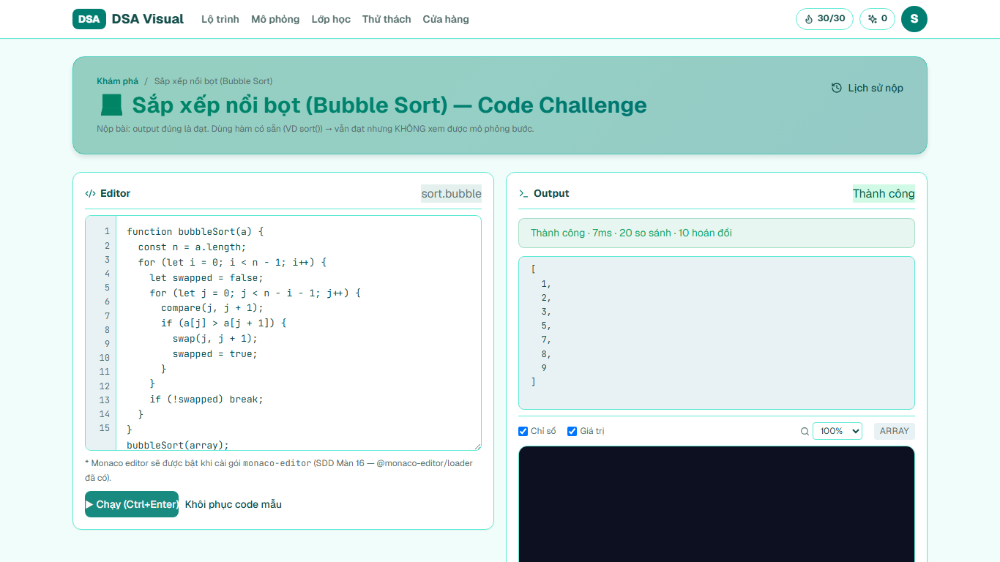 DSA DSA Visual Lộ trình Mô phỏng Lớp học Thử thách Cửa hàng 30/30 0 S
Khám phá / Sắp xếp nổi bọt (Bubble Sort)
Sắp xếp nổi bọt (Bubble Sort) — Code Challenge
Lịch sử nộp
Nộp bài: output đúng là đạt. Dùng hàm có sẵn (VD sort()) → vẫn đạt nhưng KHÔNG xem được mô phỏng bước.
Editor sort.bubble
1 function bubbleSort(a) {
2 const n = a.length;
3 for (let i = 0; i < n - 1; i++) {
4 let swapped = false;
5 for (let j = 0; j < n - i - 1; j++) {
6 compare(j, j + 1);
7 if (a[j] > a[j + 1]) {
8 swap(j, j + 1);
9 swapped = true;
10 }
11 }
12 if (!swapped) break;
13 }
14 }
15 bubbleSort(array);
* Monaco editor sẽ được bật khi cài gói monaco-editor (SDD Màn 16 — @monaco-editor/loader
đã có).
▶ Chạy (Ctrl+Enter) Khôi phục code mẫu
Output Thành công
Thành công · 7ms · 20 so sánh · 10 hoán đổi
[
1,
2,
3,
5,
7,
8,
9
]
Chỉ số Giá trị 100% ARRAY